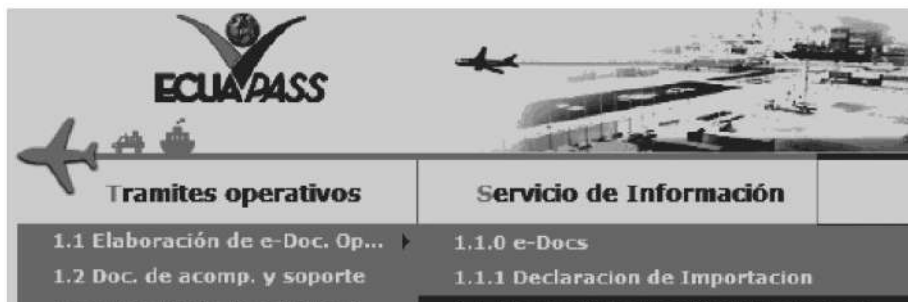 ECUAPASS
Tramites operativos
Servicio de Información
1.1 Elaboración de e-Doc. Op...
1.1.0 e-Docs
1.2 Doc. de acomp. y soporte
1.1.1 Declaracion de Importacion